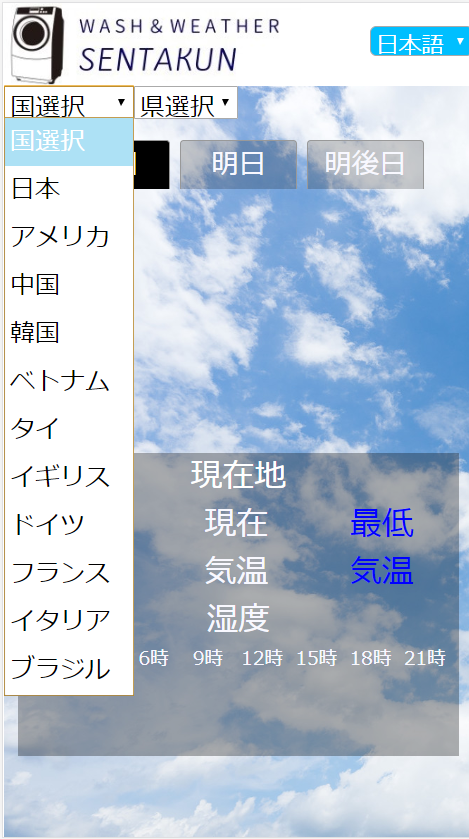 WASH & WEATHER
SENTAKUN
日本語
国選択
県選択
国選択
日本
アメリカ
中国
韓国
ベトナム
タイ
イギリス
ドイツ
フランス
イタリア
ブラジル
明日
明後日
現在地
現在
最低
気温
気温
湿度
6時 9時 12時 15時 18時 21時